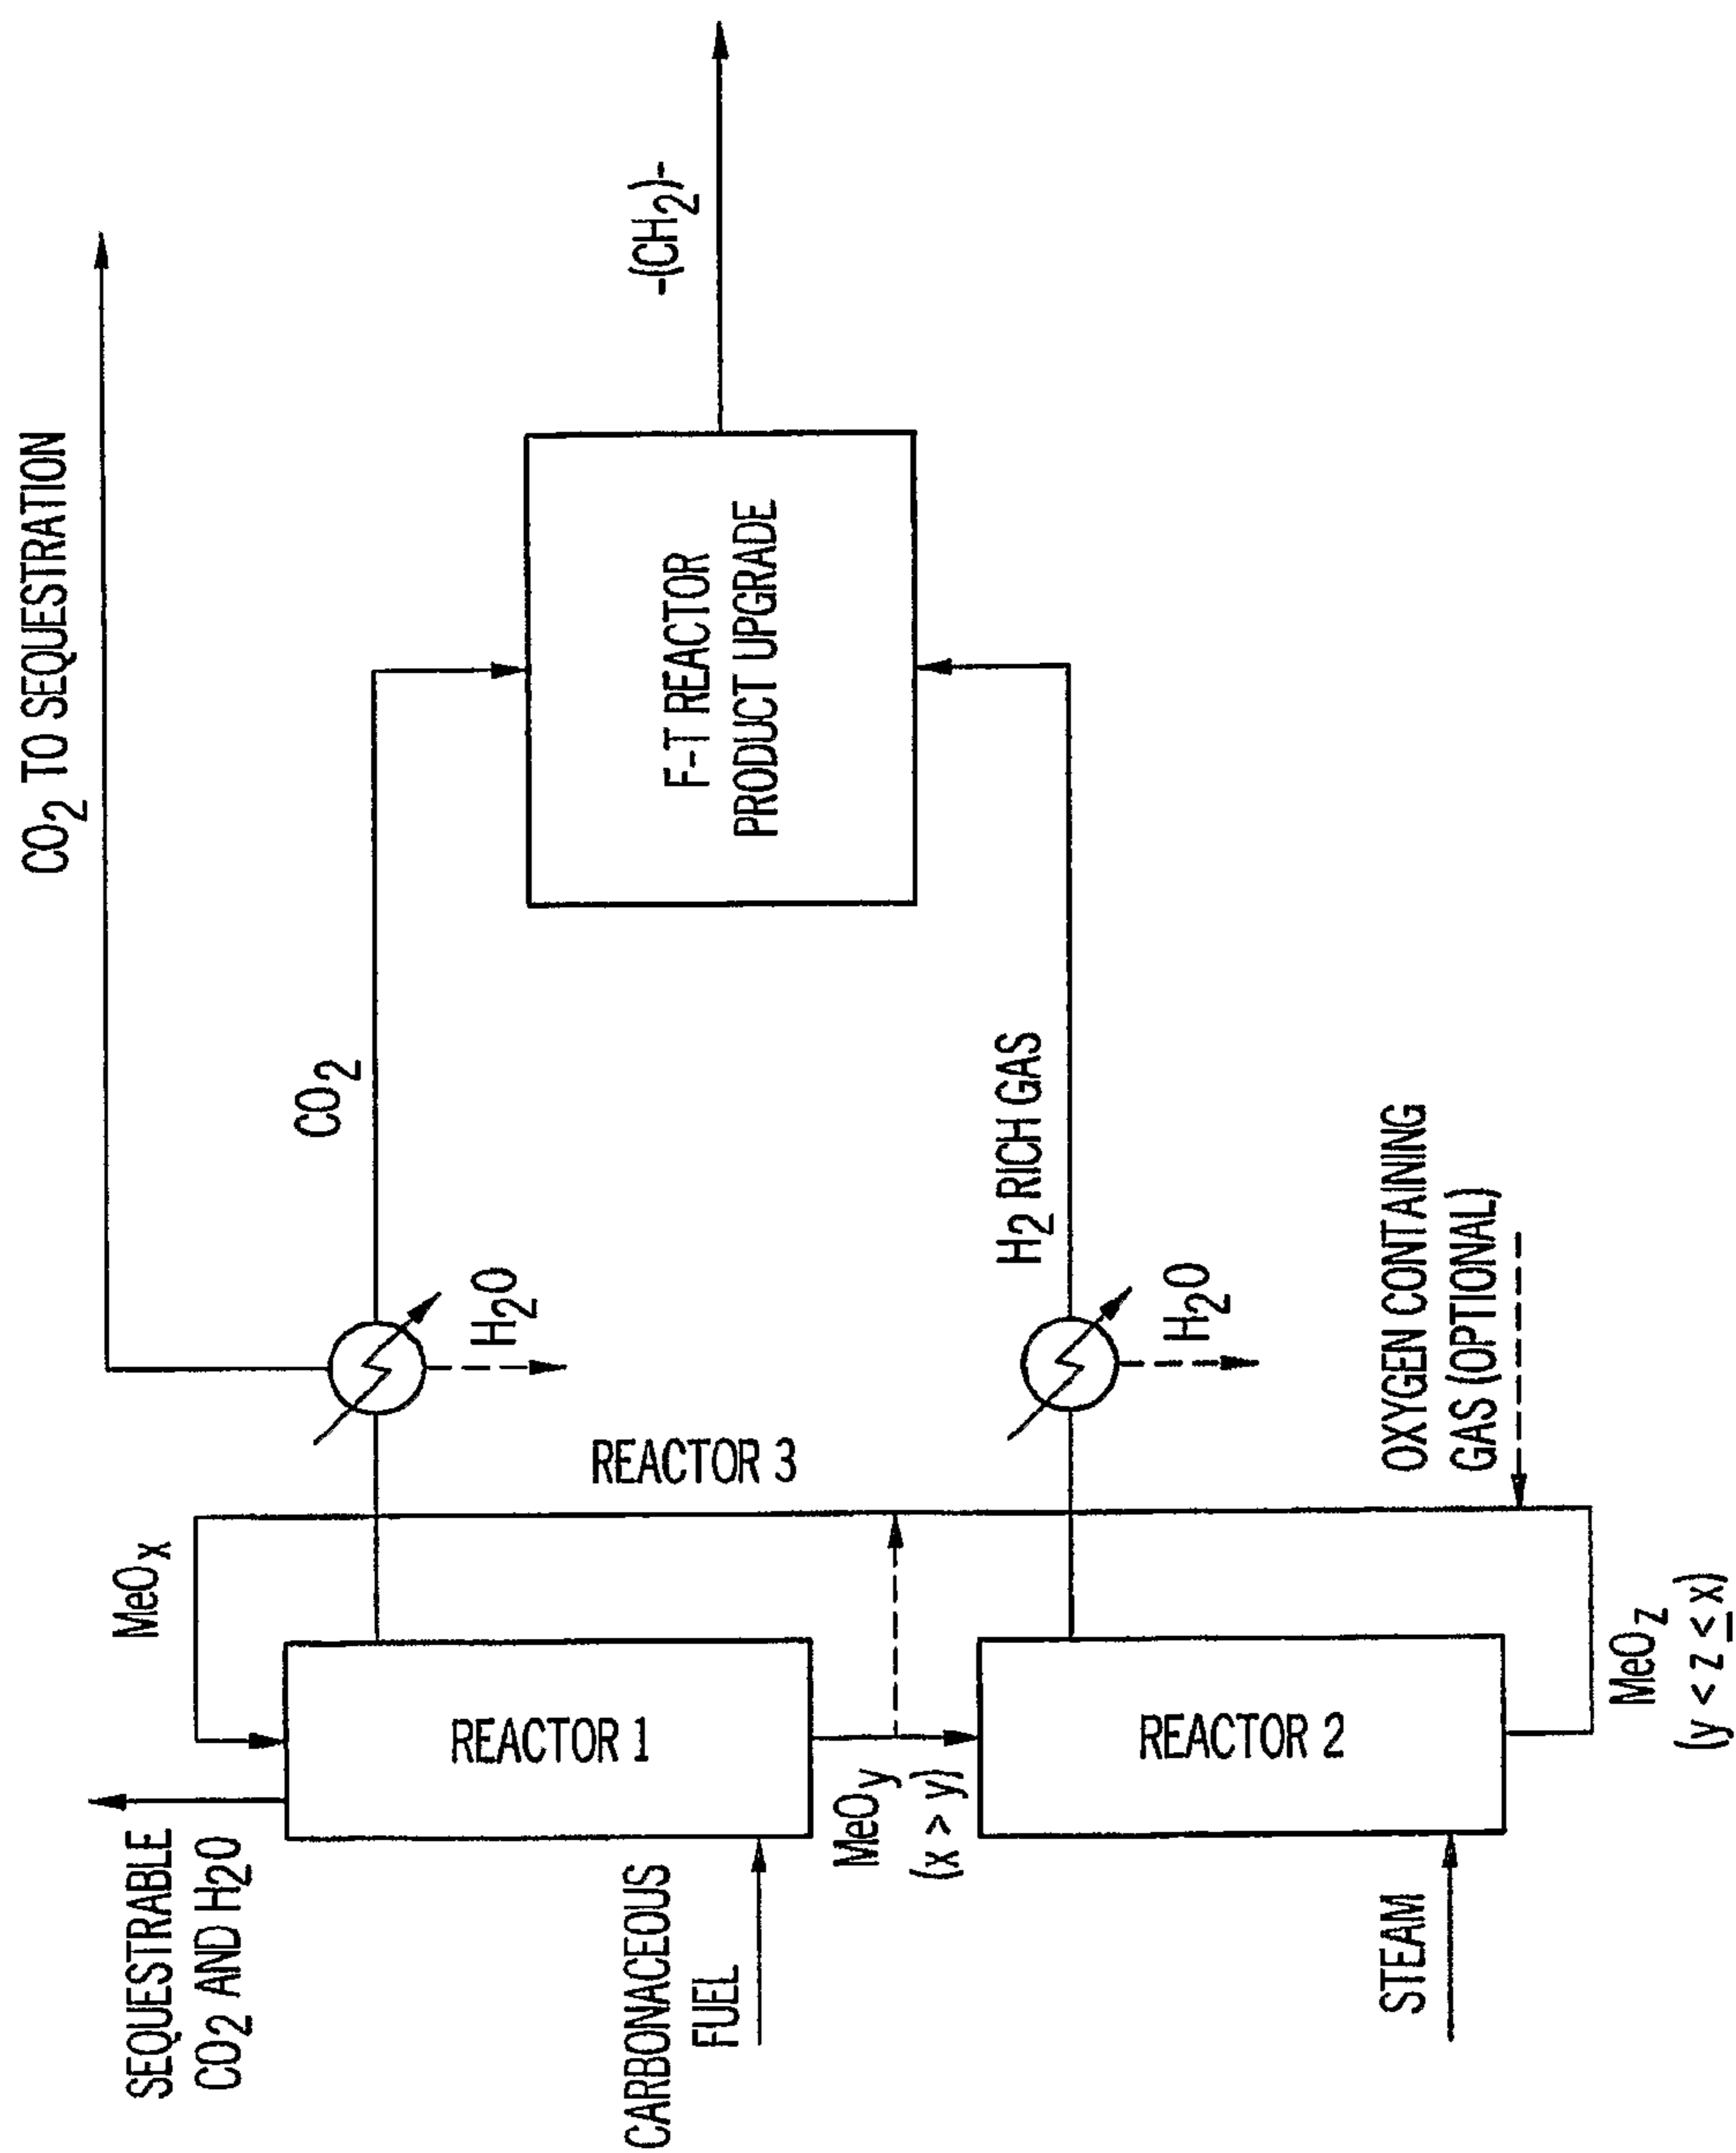 CO2 TO SEQUESTRATION
SEQUESTRABLE
CO2 AND H2O
MeOx
CO2
H2O
REACTOR 1
CARBONACEOUS
FUEL
REACTOR 3
F-T REACTOR
PRODUCT UPGRADE
-(CH2)-
MeOy
(x > y)
H2 RICH GAS
H2O
REACTOR 2
STEAM
OXYGEN CONTAINING
GAS (OPTIONAL)
MeOz
(y < z ≤ x)